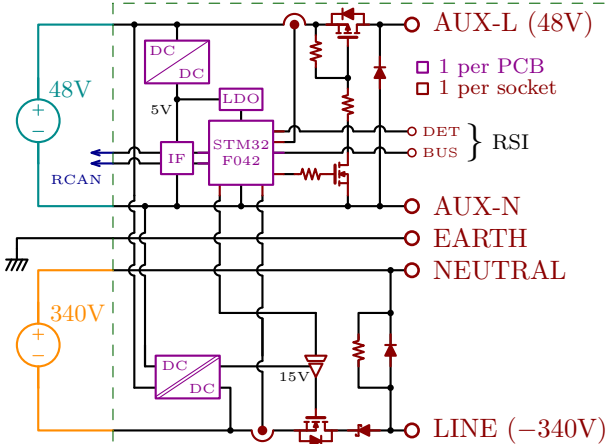 AUX-L (48V)
DC
DC
48V
1 per PCB
1 per socket
5V
LDO
STM32
F042
DET
BUS
RSI
IF
RCAN
AUX-N
EARTH
NEUTRAL
340V
DC
DC
15V
LINE (−340V)